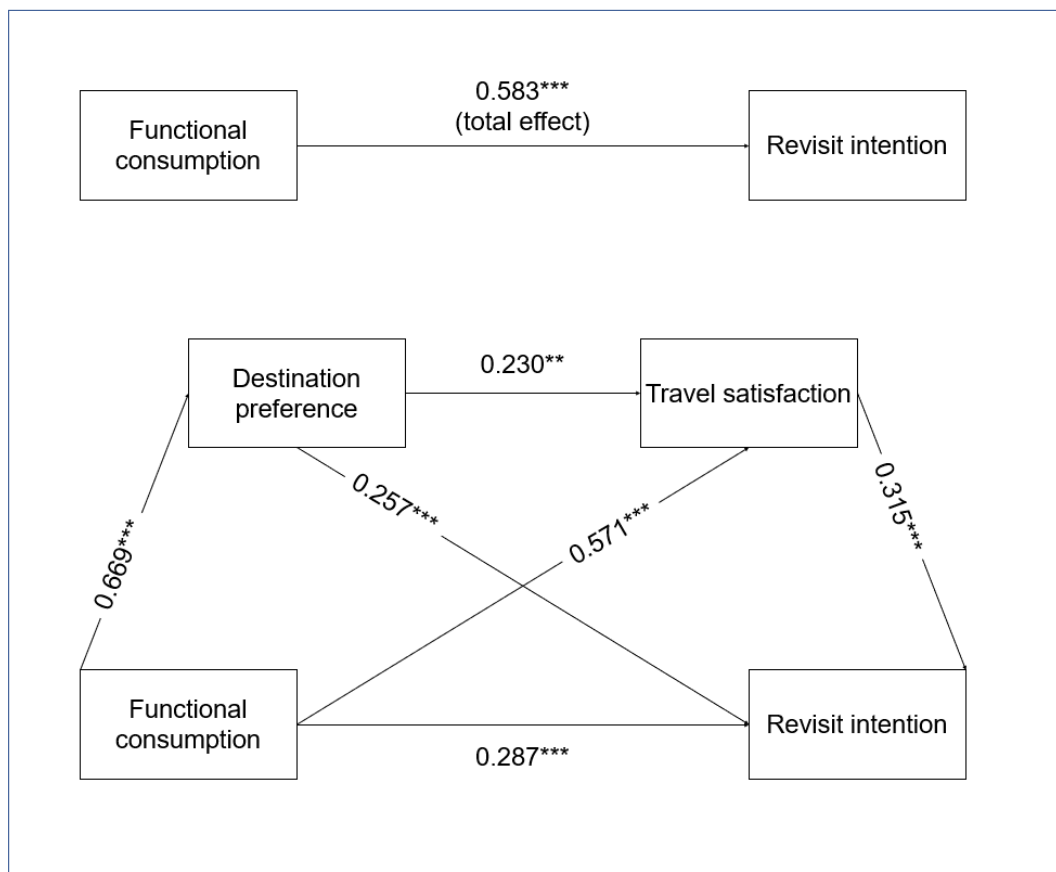 0.583***
(total effect)
Functional
consumption
Revisit intention
Destination
preference
0.230**
Travel satisfaction
0.257***
0.571***
0.315***
0.669***
Functional
consumption
0.287***
Revisit intention